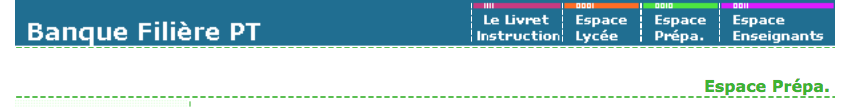 Banque Filière PT
Le Livret Instruction
Espace Lycée
Espace Prépa.
Espace Enseignants
Espace Prépa.